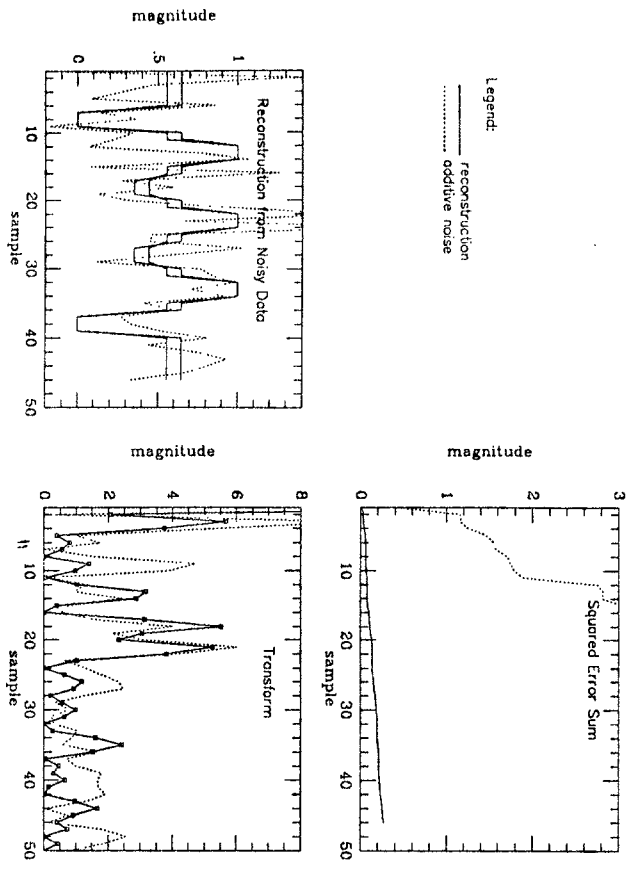 Legend:
reconstruction
additive noise
Squared Error Sum
magnitude
3
2
1
0
10
20
30
40
50
sample
Reconstruction from Noisy Data
magnitude
1
.5
0
10
20
30
40
50
sample
Transform
magnitude
8
6
4
2
0
10
20
30
40
50
sample